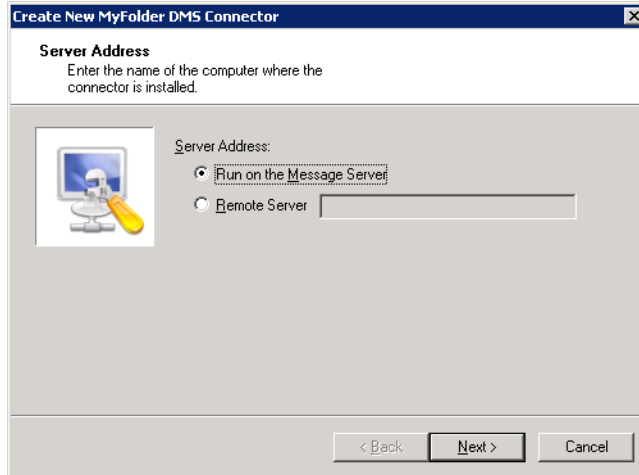 Create New MyFolder DMS Connector
Server Address
Enter the name of the computer where the
connector is installed.
Server Address:
Run on the Message Server
Remote Server
< Back
Next >
Cancel